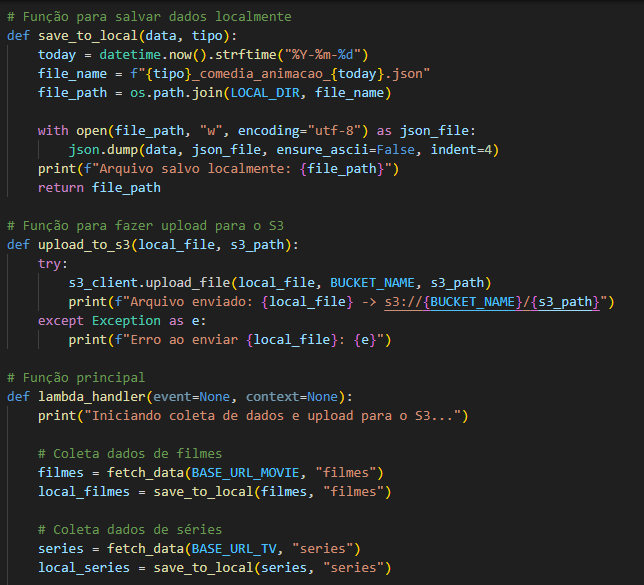 # Função para salvar dados localmente
def save_to_local(data, tipo):
    today = datetime.now().strftime("%Y-%m-%d")
    file_name = f"{tipo}_comedia_animacao_{today}.json"
    file_path = os.path.join(LOCAL_DIR, file_name)

    with open(file_path, "w", encoding="utf-8") as json_file:
        json.dump(data, json_file, ensure_ascii=False, indent=4)
    print(f"Arquivo salvo localmente: {file_path}")
    return file_path

# Função para fazer upload para o S3
def upload_to_s3(local_file, s3_path):
    try:
        s3_client.upload_file(local_file, BUCKET_NAME, s3_path)
        print(f"Arquivo enviado: {local_file} -> s3://{BUCKET_NAME}/{s3_path}")
    except Exception as e:
        print(f"Erro ao enviar {local_file}: {e}")

# Função principal
def lambda_handler(event=None, context=None):
    print("Iniciando coleta de dados e upload para o S3...")

    # Coleta dados de filmes
    filmes = fetch_data(BASE_URL_MOVIE, "filmes")
    local_filmes = save_to_local(filmes, "filmes")

    # Coleta dados de séries
    series = fetch_data(BASE_URL_TV, "series")
    local_series = save_to_local(series, "series")